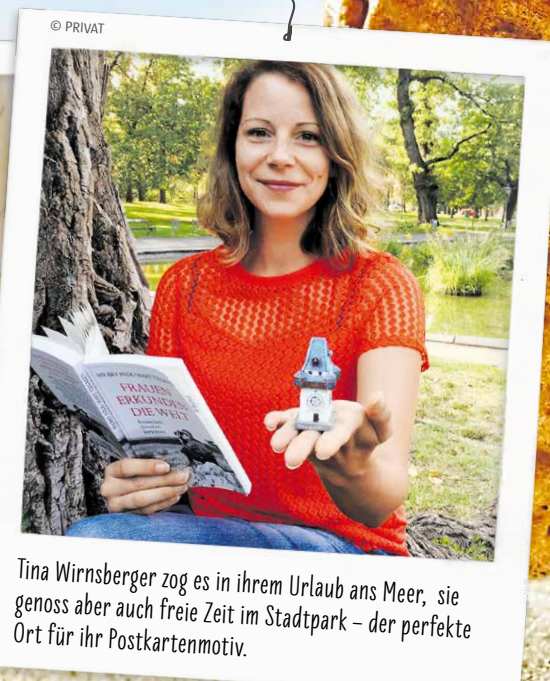 © PRIVAT
FRAUEN
ERKUNDEN
DIE WELT
Tina Wirnsberger zog es in ihrem Urlaub ans Meer, sie
genoss aber auch freie Zeit im Stadtpark – der perfekte
Ort für ihr Postkartenmotiv.